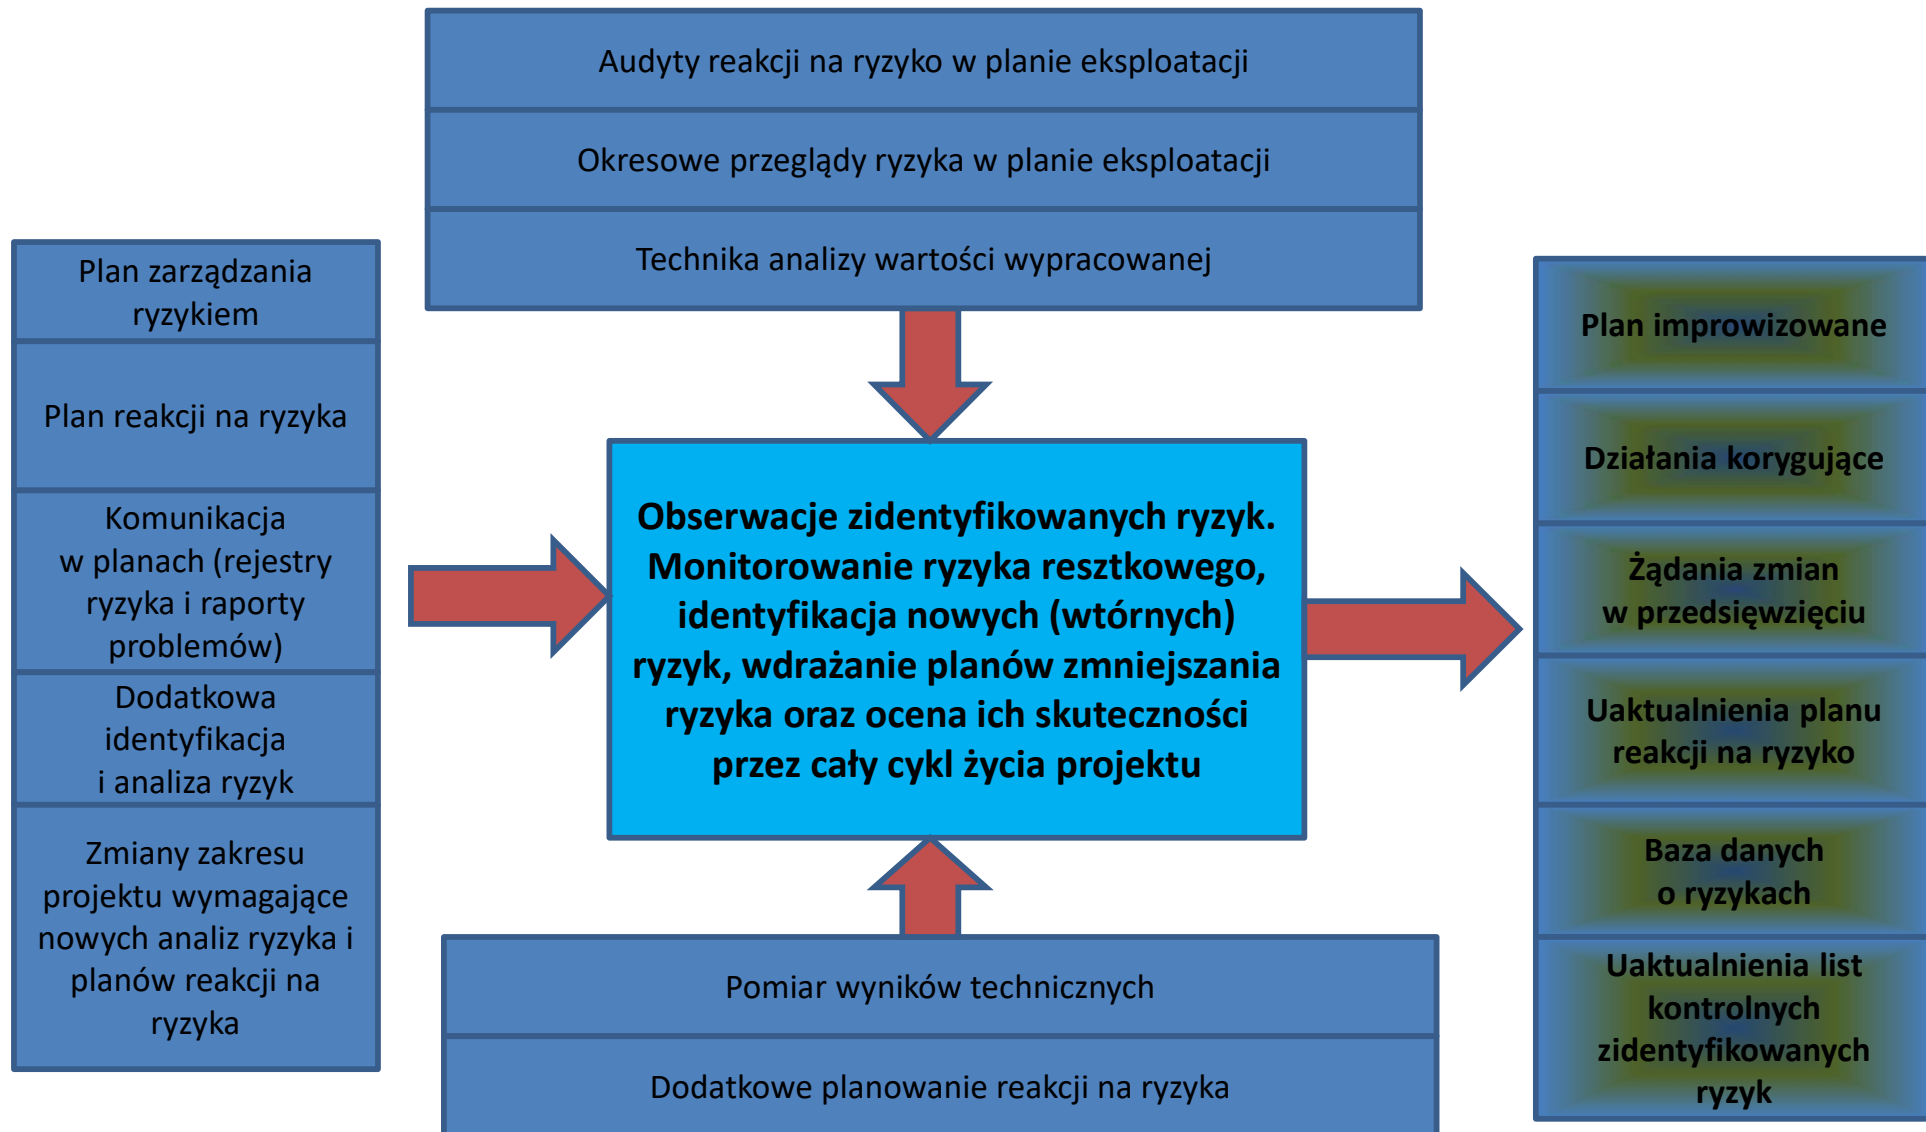 Audyty reakcji na ryzyko w planie eksploatacji
Okresowe przeglądy ryzyka w planie eksploatacji
Technika analizy wartości wypracowanej
Plan zarządzania
ryzykiem
Plan reakcji na ryzyka
Komunikacja
w planach (rejestry
ryzyka i raporty
problemów)
Dodatkowa
identyfikacja
i analiza ryzyk
Zmiany zakresu
projektu wymagające
nowych analiz ryzyka i
planów reakcji na
ryzyka
Obserwacje zidentyfikowanych ryzyk.
Monitorowanie ryzyka resztkowego,
identyfikacja nowych (wtórnych)
ryzyk, wdrażanie planów zmniejszania
ryzyka oraz ocena ich skuteczności
przez cały cykl życia projektu
Pomiar wyników technicznych
Dodatkowe planowanie reakcji na ryzyka
Plan improwizowane
Działania korygujące
Żądania zmian
w przedsięwzięciu
Uaktualnienia planu
reakcji na ryzyko
Baza danych
o ryzykach
Uaktualnienia list
kontrolnych
zidentyfikowanych
ryzyk